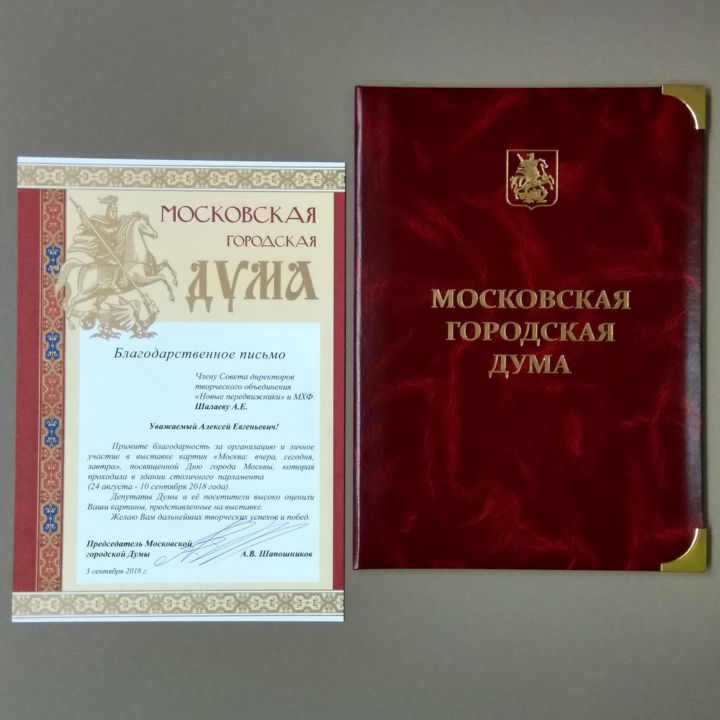 МОСКОВСКАЯ
ГОРОДСКАЯ
ДУМА
Благодарственное письмо
Члену Совета директоров
творческого объединения
«Новые передвижники» и МХФ
Шалаеву А.Е.
Уважаемый Алексей Евгеньевич!
Примите благодарность за организацию и личное
участие в выставке картин «Москва: вчера, сегодня,
завтра», посвященной Дню города Москвы, которая
проходила в здании столичного парламента
(24 августа - 10 сентября 2018 года)
Депутаты Думы и её посетители высоко оценили
Ваши картины, представленные на выставке.
Желаю Вам дальнейших творческих успехов и побед.
Председатель Московской
городской Думы А.В. Шапошников
3 сентября 2018 г.
МОСКОВСКАЯ
ГОРОДСКАЯ
ДУМА